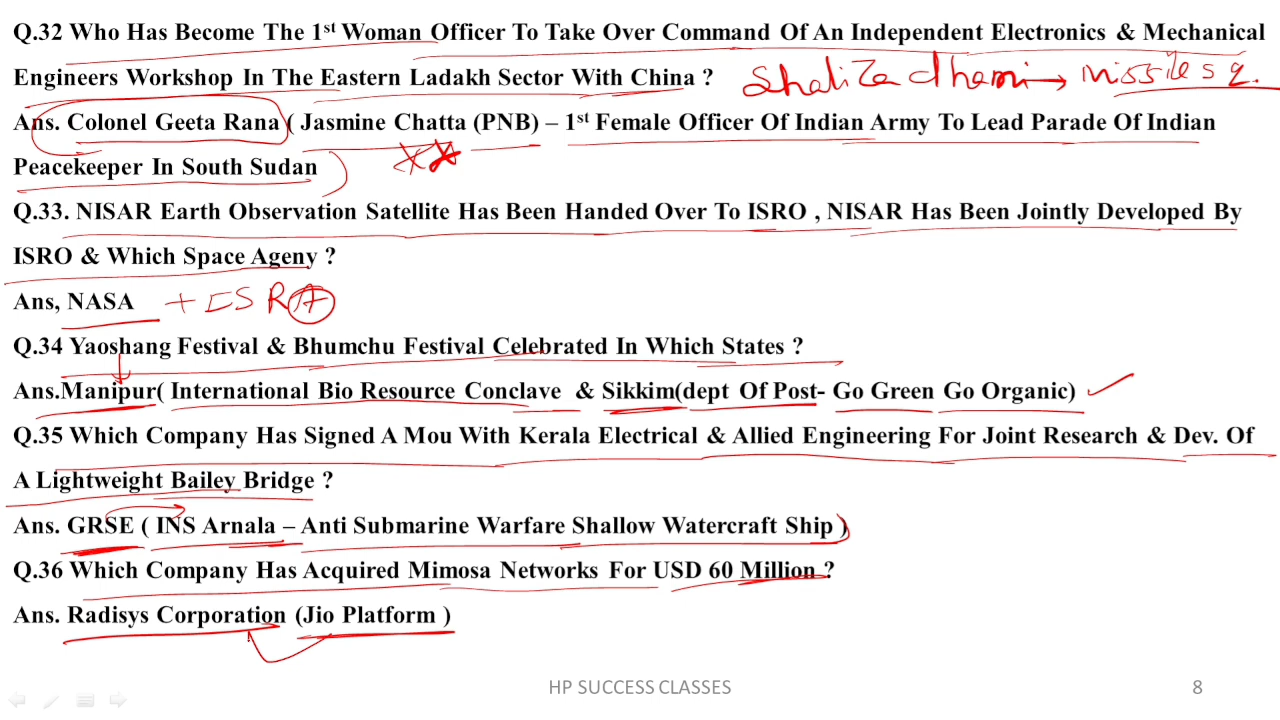 Q.32 Who Has Become The 1st Woman Officer To Take Over Command Of An Independent Electronics & Mechanical
Engineers Workshop In The Eastern Ladakh Sector With China ? Shaliza dhami → missile sq.
Ans. Colonel Geeta Rana ( Jasmine Chatta (PNB) – 1st Female Officer Of Indian Army To Lead Parade Of Indian
Peacekeeper In South Sudan )
Q.33. NISAR Earth Observation Satellite Has Been Handed Over To ISRO , NISAR Has Been Jointly Developed By
ISRO & Which Space Ageny ?
Ans, NASA + ISRA
Q.34 Yaoshang Festival & Bhumchu Festival Celebrated In Which States ?
Ans.Manipur( International Bio Resource Conclave & Sikkim(dept Of Post- Go Green Go Organic)
Q.35 Which Company Has Signed A Mou With Kerala Electrical & Allied Engineering For Joint Research & Dev. Of
A Lightweight Bailey Bridge ?
Ans. GRSE ( INS Arnala – Anti Submarine Warfare Shallow Watercraft Ship )
Q.36 Which Company Has Acquired Mimosa Networks For USD 60 Million ?
Ans. Radisys Corporation (Jio Platform )
HP SUCCESS CLASSES
8